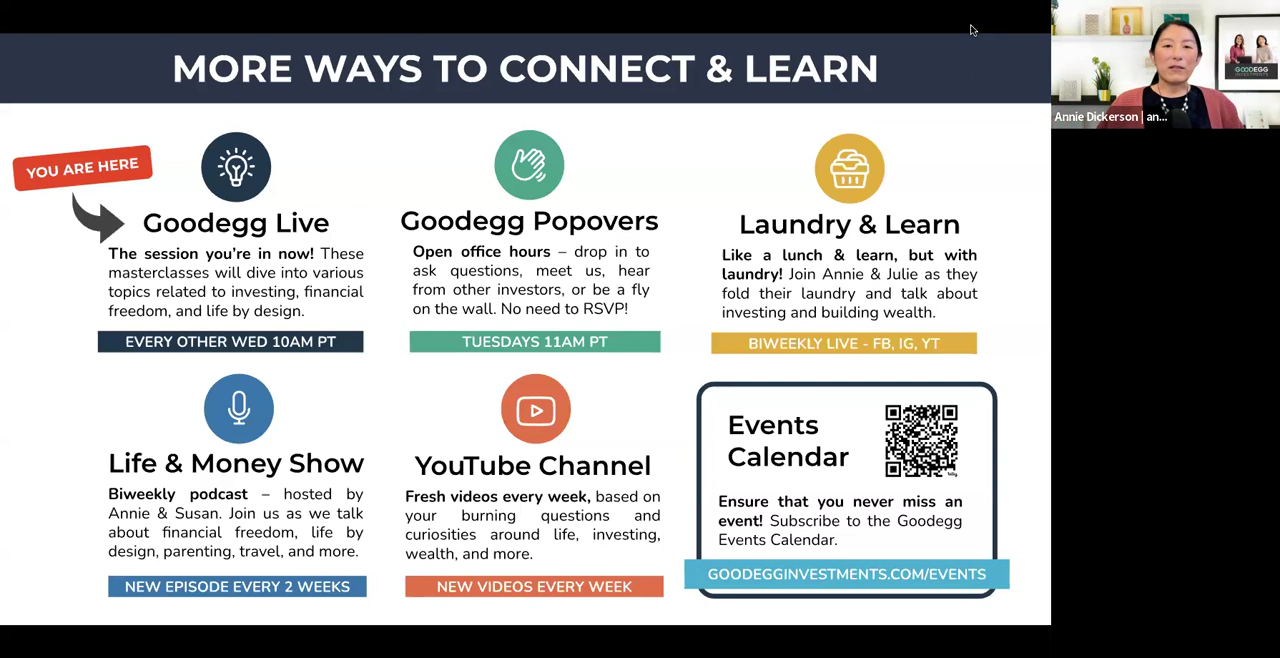 MORE WAYS TO CONNECT & LEARN
YOU ARE HERE
Goodegg Live
The session you're in now! These
masterclasses will dive into various
topics related to investing, financial
freedom, and life by design.
EVERY OTHER WED 10AM PT
Goodegg Popovers
Open office hours – drop in to
ask questions, meet us, hear
from other investors, or be a fly
on the wall. No need to RSVP!
TUESDAYS 11AM PT
Laundry & Learn
Like a lunch & learn, but with
laundry! Join Annie & Julie as they
fold their laundry and talk about
investing and building wealth.
BIWEEKLY LIVE - FB, IG, YT
Life & Money Show
Biweekly podcast – hosted by
Annie & Susan. Join us as we talk
about financial freedom, life by
design, parenting, travel, and more.
NEW EPISODE EVERY 2 WEEKS
YouTube Channel
Fresh videos every week, based on
your burning questions and
curiosities around life, investing,
wealth, and more.
NEW VIDEOS EVERY WEEK
Events
Calendar
Ensure that you never miss an
event! Subscribe to the Goodegg
Events Calendar.
GOODEGGINVESTMENTS.COM/EVENTS
GOODEGG
INVESTMENTS
Annie Dickerson | an...